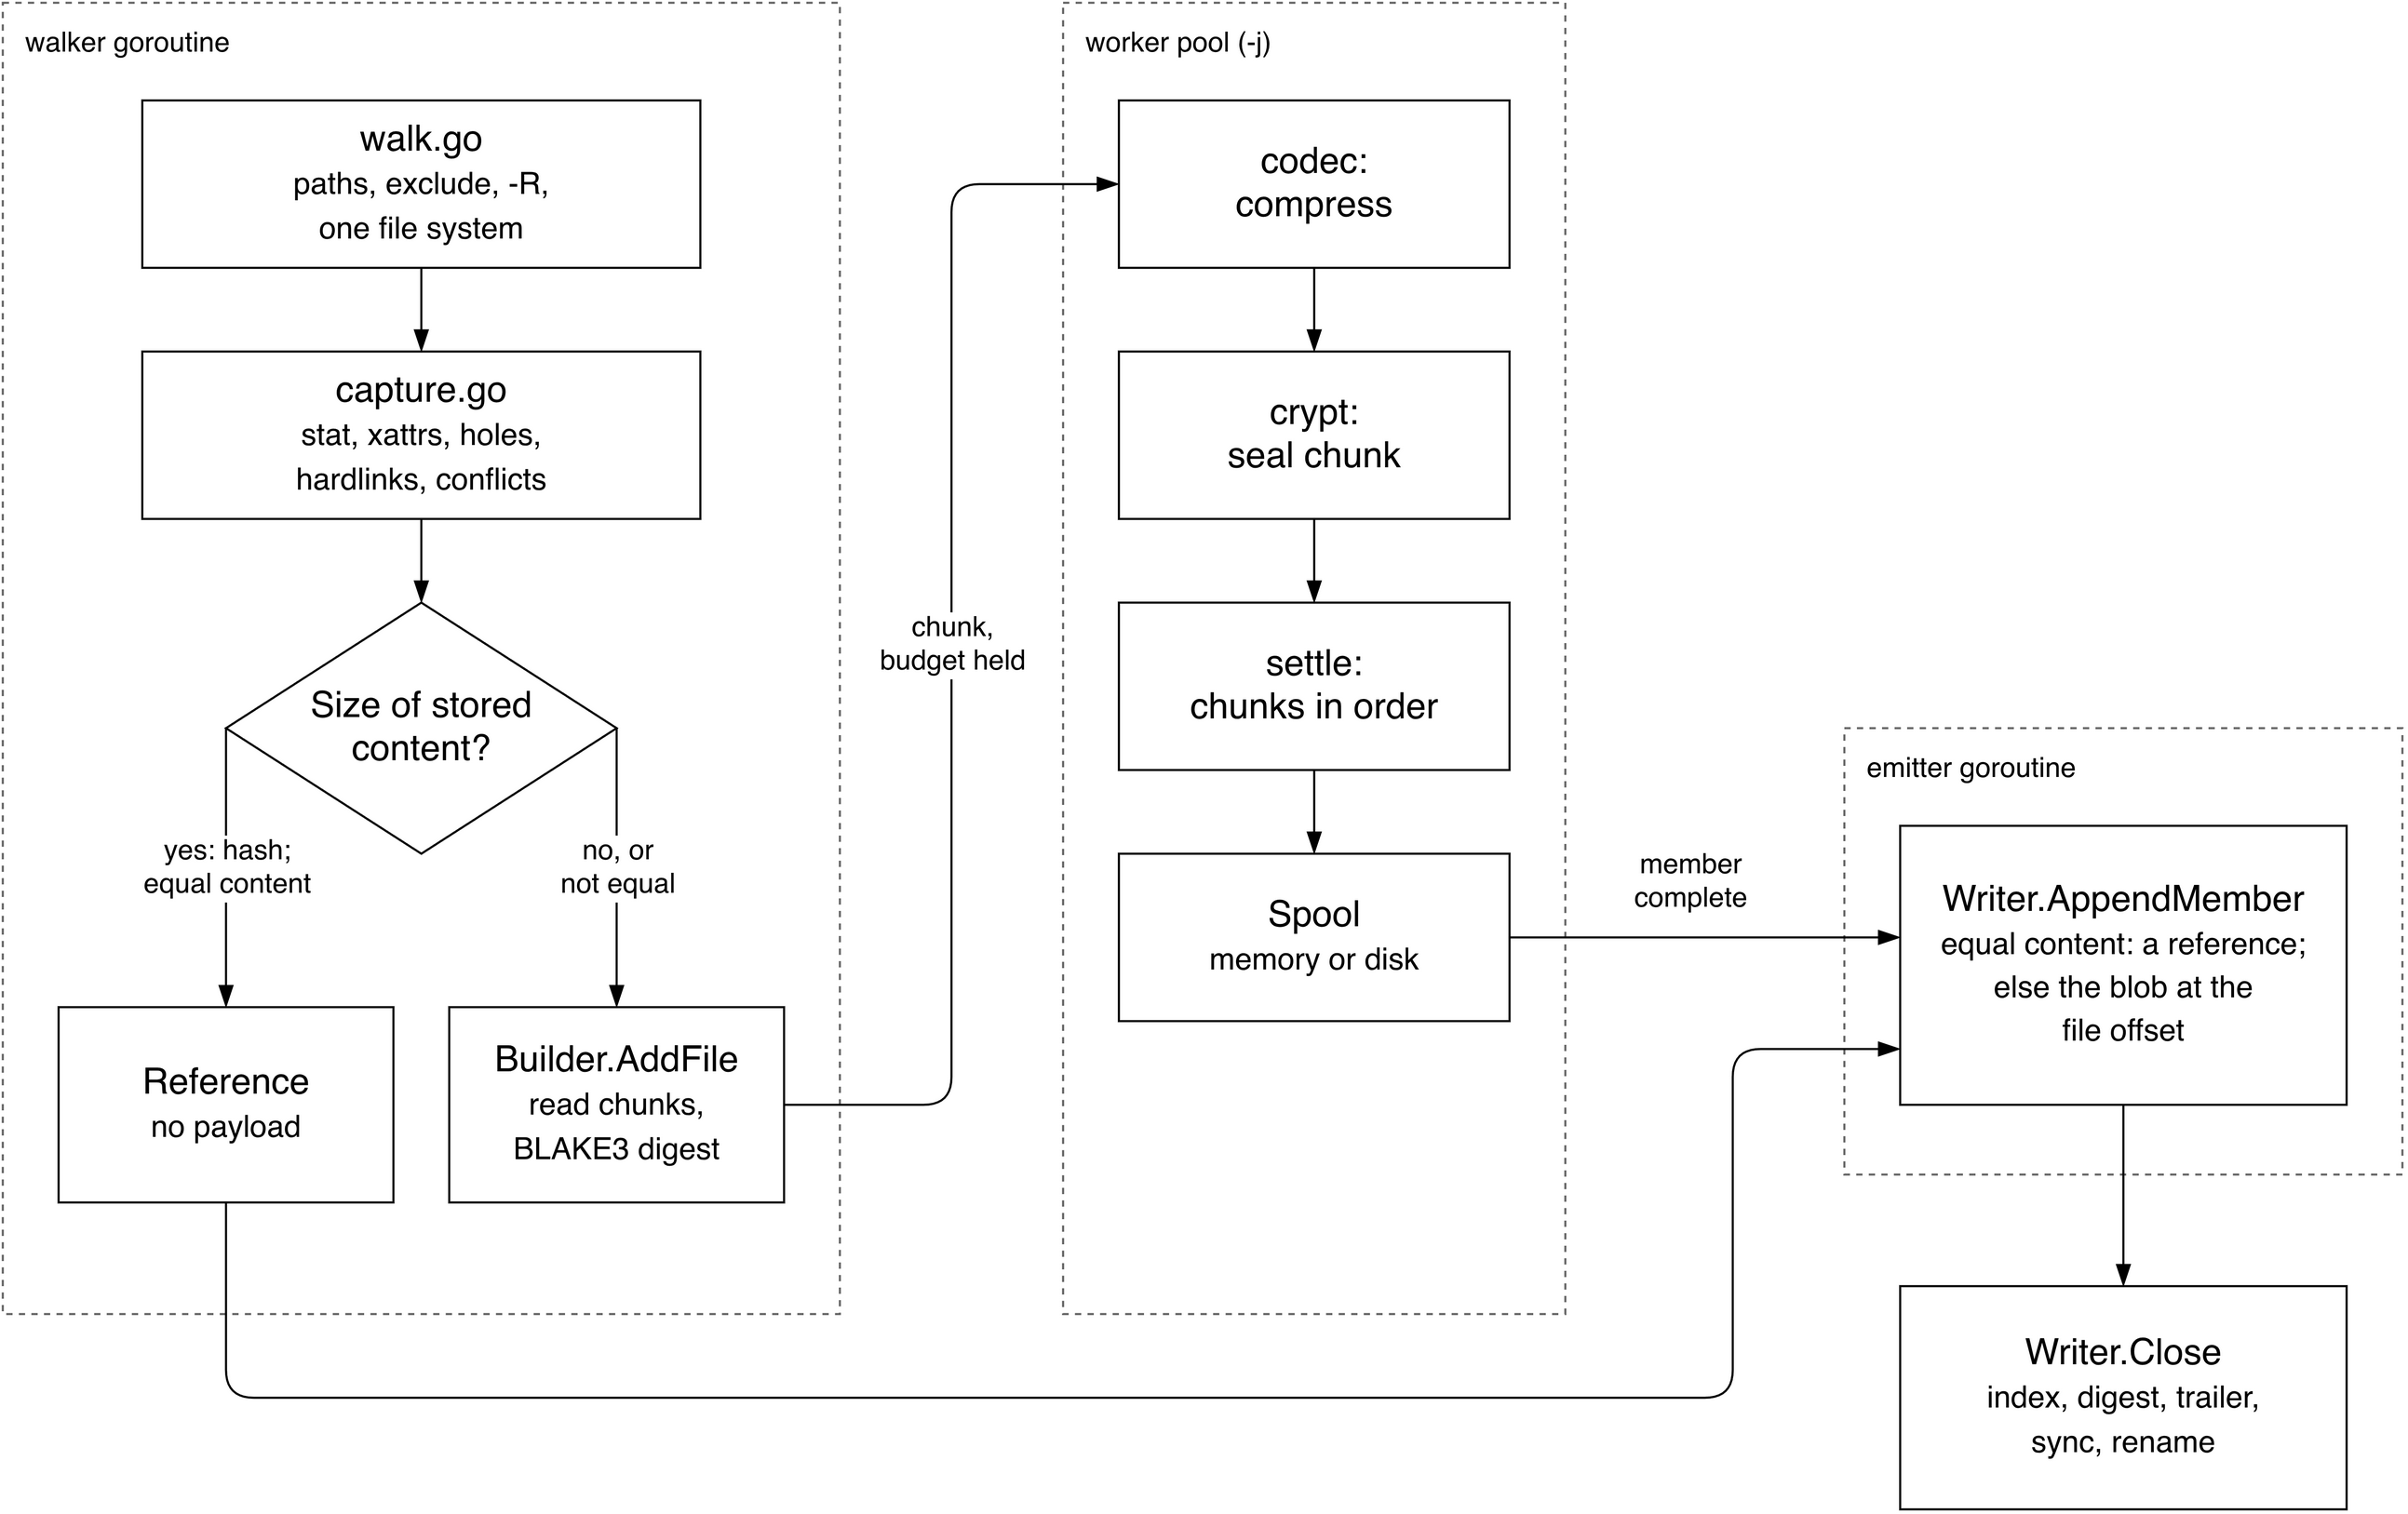 walker goroutine
walk.go
paths, exclude, -R,
one file system
capture.go
stat, xattrs, holes,
hardlinks, conflicts
Size of stored
content?
yes: hash;
equal content
no, or
not equal
Reference
no payload
Builder.AddFile
read chunks,
BLAKE3 digest
chunk,
budget held
worker pool (-j)
codec:
compress
crypt:
seal chunk
settle:
chunks in order
Spool
memory or disk
member
complete
emitter goroutine
Writer.AppendMember
equal content: a reference;
else the blob at the
file offset
Writer.Close
index, digest, trailer,
sync, rename